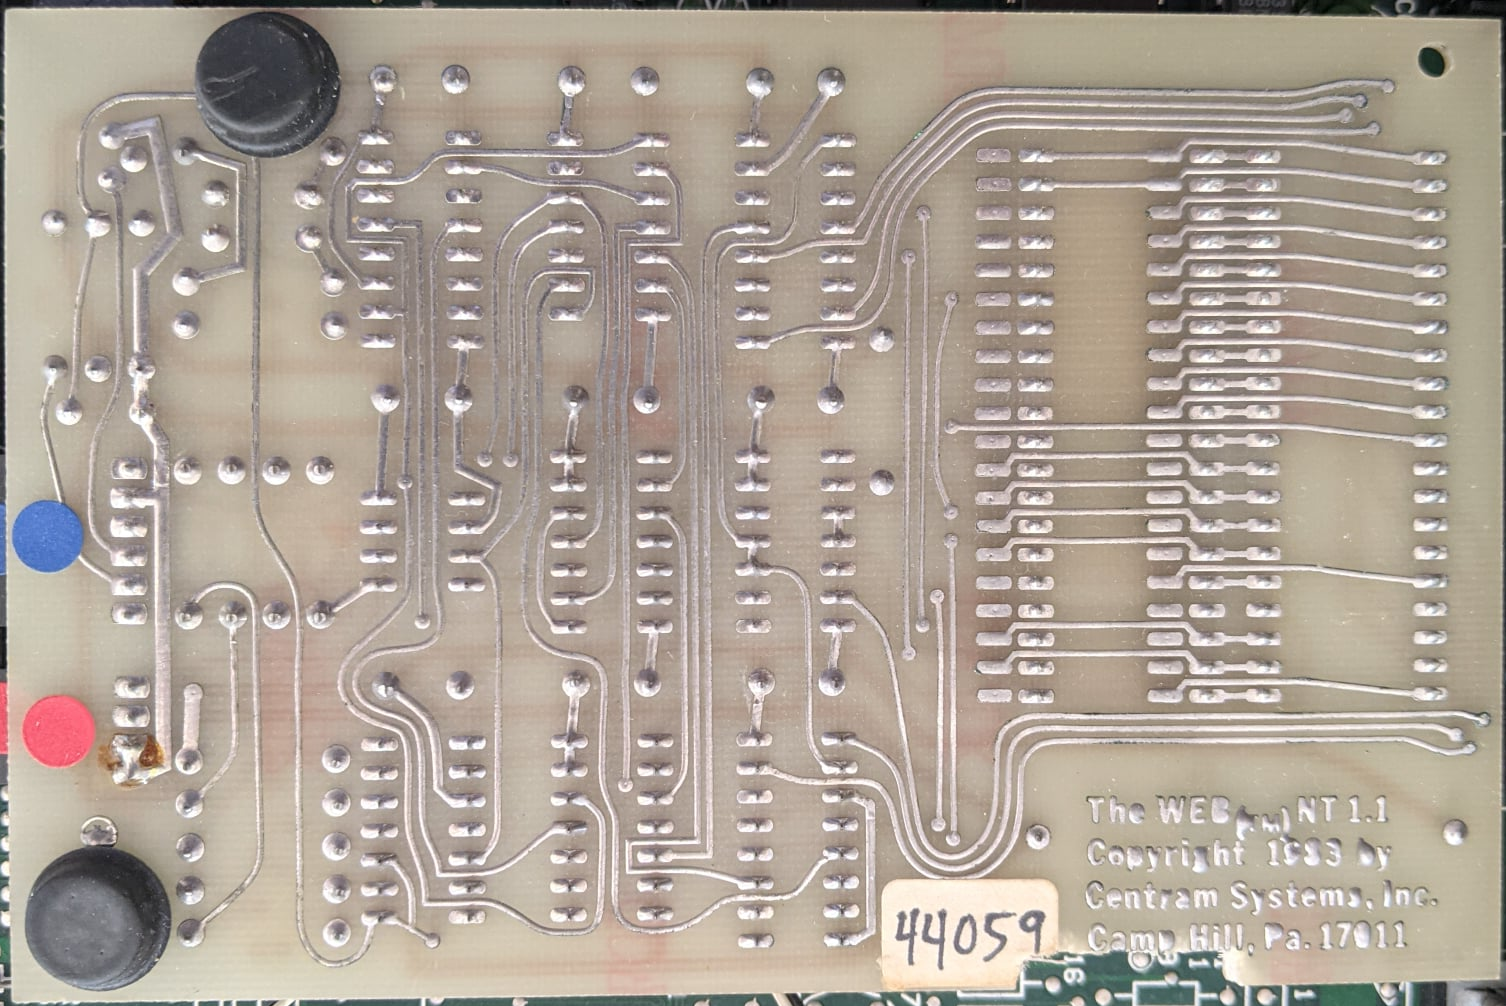 The WEB(TM) NT 1.1
Copyright 1983 by
Centram Systems, Inc.
Camp Hill, Pa. 17011
44059